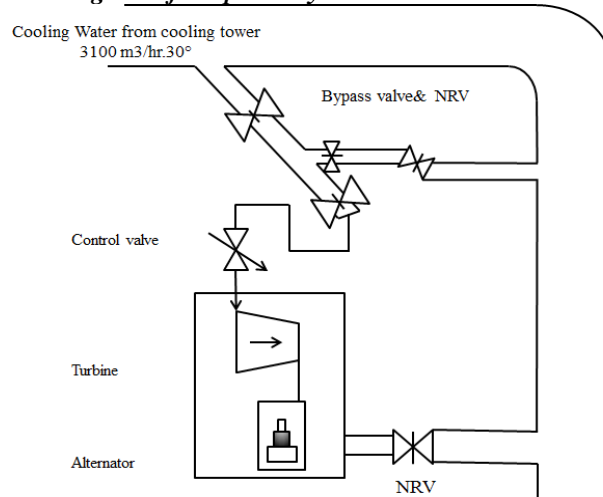 Cooling Water from cooling tower
3100 m3/hr.30°
Bypass valve& NRV
Control valve
Turbine
Alternator
NRV